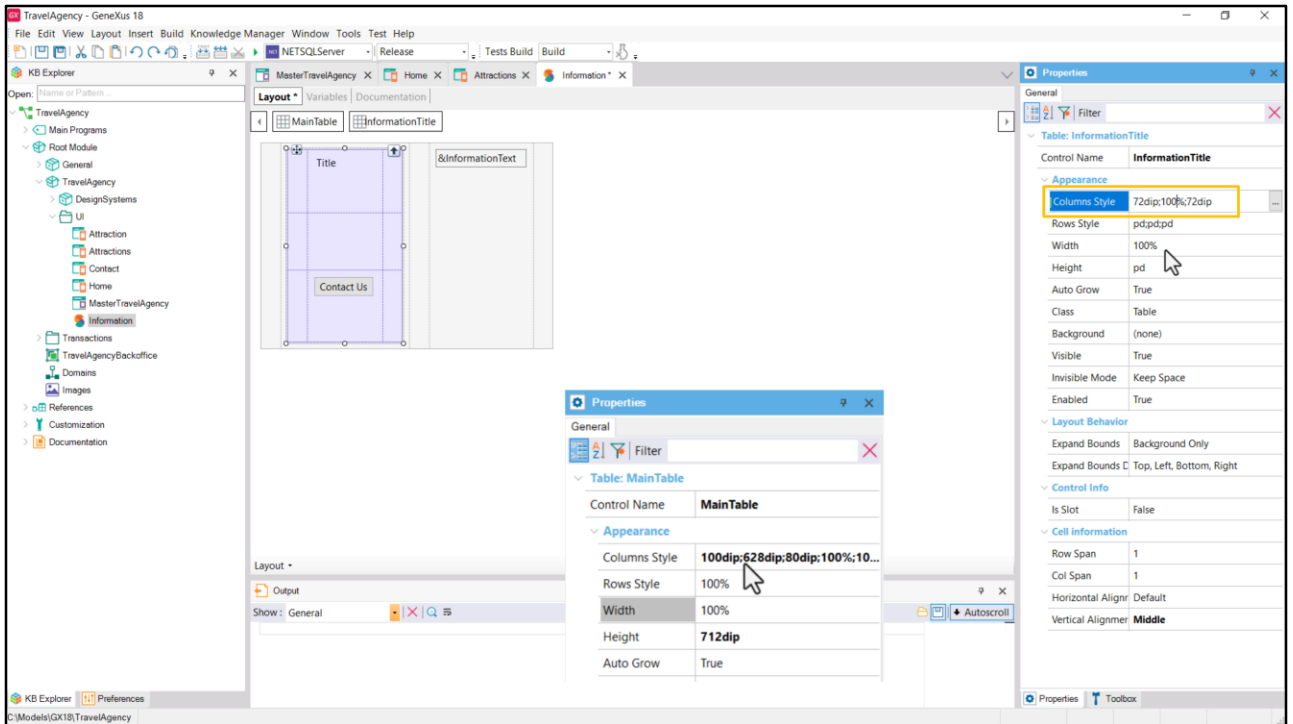 GX TravelAgency - GeneXus 18
File Edit View Layout Insert Build Knowledge Manager Window Tools Test Help
.NET NETSQLServer Release Tests Build Build
KB Explorer
Open: Name or Pattern ...
TravelAgency
Main Programs
Root Module
General
TravelAgency
DesignSystems
UI
Attraction
Attractions
Contact
Home
MasterTravelAgency
Information
Transactions
TravelAgencyBackoffice
Domains
Images
References
Customization
Documentation
KB Explorer Preferences
C:\Models\GX18\TravelAgency
MasterTravelAgency X Home X Attractions X Information * X
Layout * Variables Documentation
MainTable InformationTitle
Title
&InformationText
Contact Us
Layout
Output
Show: General
Autoscroll
Properties
General
Filter
Table: MainTable
Control Name MainTable
Appearance
Columns Style 100dip;628dip;80dip;100%;10...
Rows Style 100%
Width 100%
Height 712dip
Auto Grow True
Properties
General
Filter
Table: InformationTitle
Control Name InformationTitle
Appearance
Columns Style 72dip;100%;72dip ...
Rows Style pd;pd;pd
Width 100%
Height pd
Auto Grow True
Class Table
Background (none)
Visible True
Invisible Mode Keep Space
Enabled True
Layout Behavior
Expand Bounds Background Only
Expand Bounds D Top, Left, Bottom, Right
Control Info
Is Slot False
Cell information
Row Span 1
Col Span 1
Horizontal Alignr Default
Vertical Alignmer Middle
Properties Toolbox